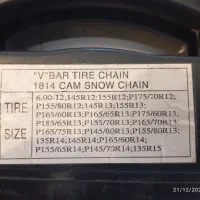 "V"BAR TIRE CHAIN
1814 CAM SNOW CHAIN
TIRE SIZE
6.00-12;145R12;155R12;P175/70R12;
P155/80R12;145R13;155R13;
P165/60R13;P165/65R13;P175/60R13;
P185/65R13;P155/70R13;P165/70R13;
P165/75R13;P145/80R13;P155/80R13;
135R14;145R14;P165/60R14;
P155/65R14;P145/70R14;135R15
21/12/20